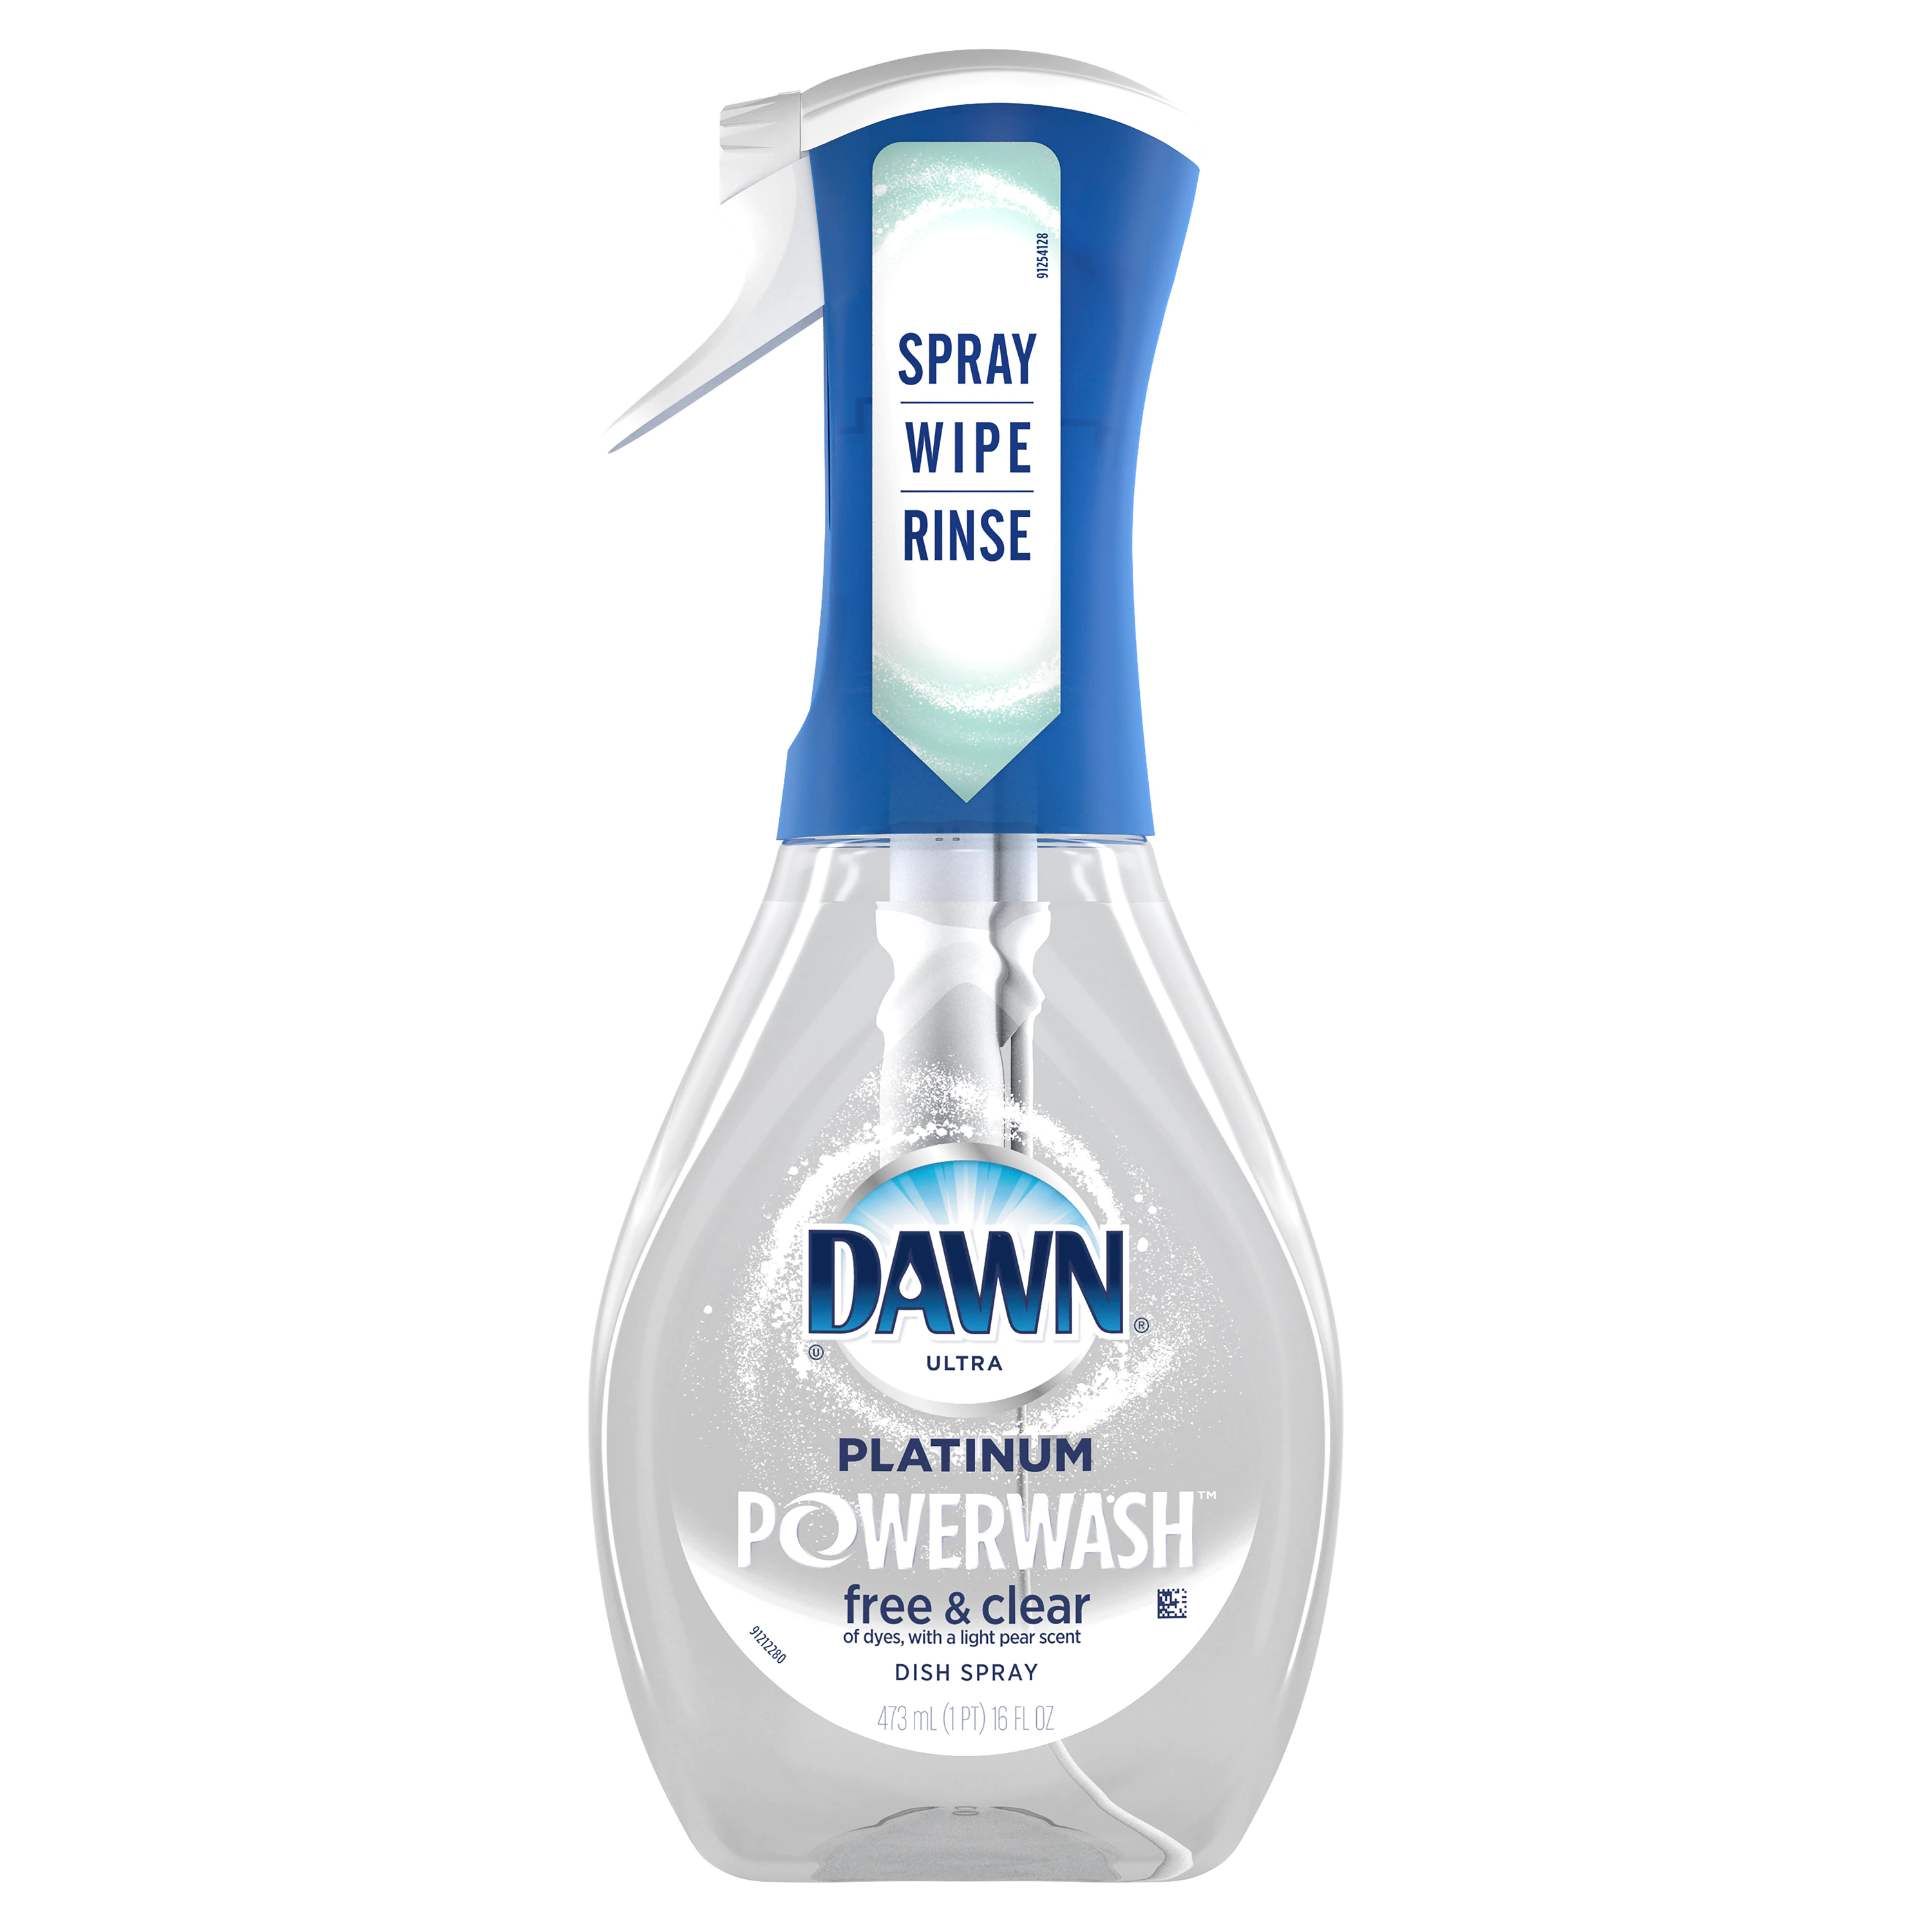 91254128
SPRAY
WIPE
RINSE
DAWN®
Ⓤ
ULTRA
PLATINUM
POWERWASH™
free & clear
of dyes, with a light pear scent
91212280
DISH SPRAY
473 mL (1 PT) 16 FL OZ